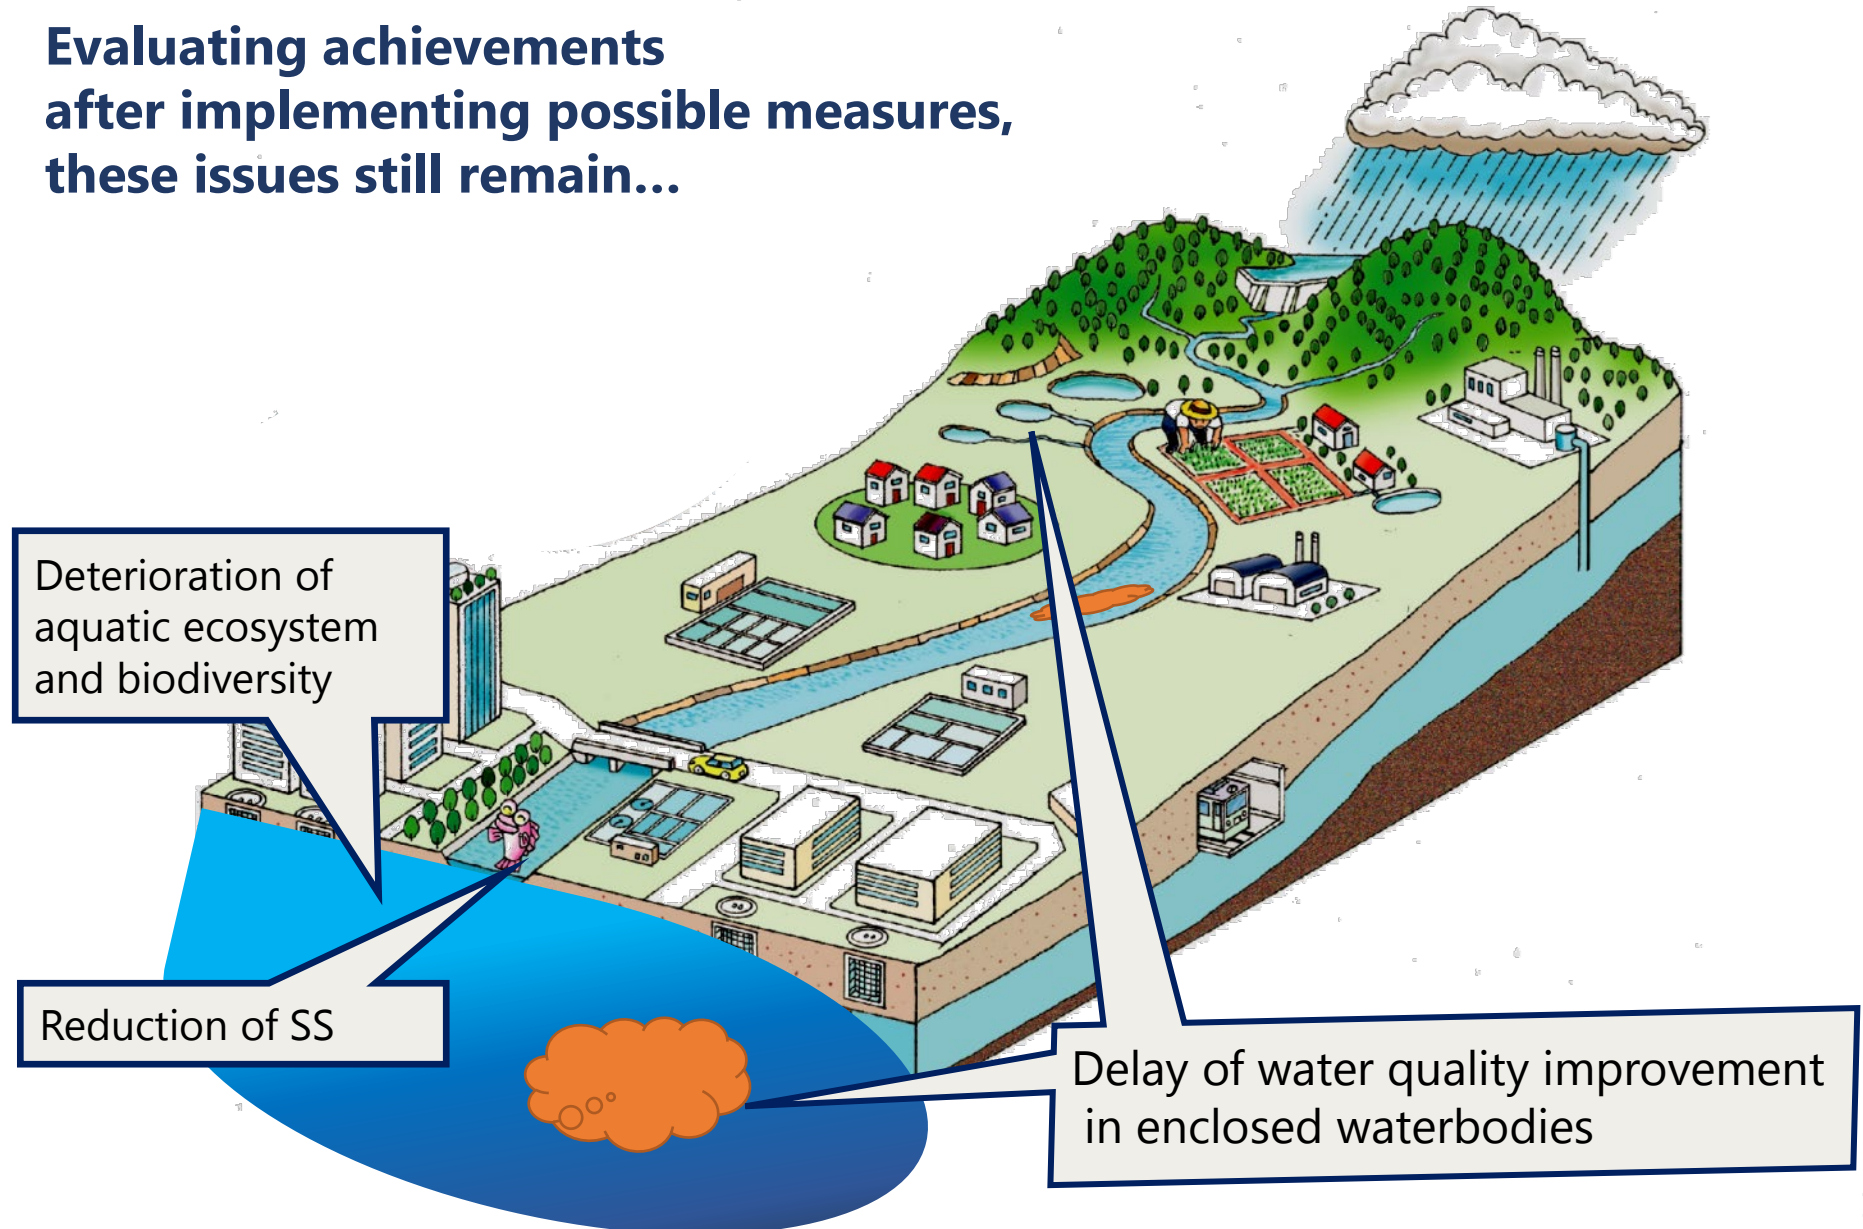 Evaluating achievements
after implementing possible measures,
these issues still remain…
Deterioration of
aquatic ecosystem
and biodiversity
Reduction of SS
Delay of water quality improvement
in enclosed waterbodies